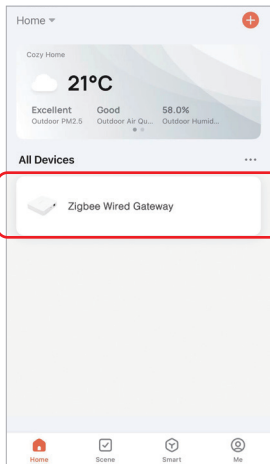 Home
Cozy Home
21°C
Excellent Good 58.0%
Outdoor PM2.5 Outdoor Air Qu... Outdoor Humid...
All Devices
Zigbee Wired Gateway
Home Scene Smart Me